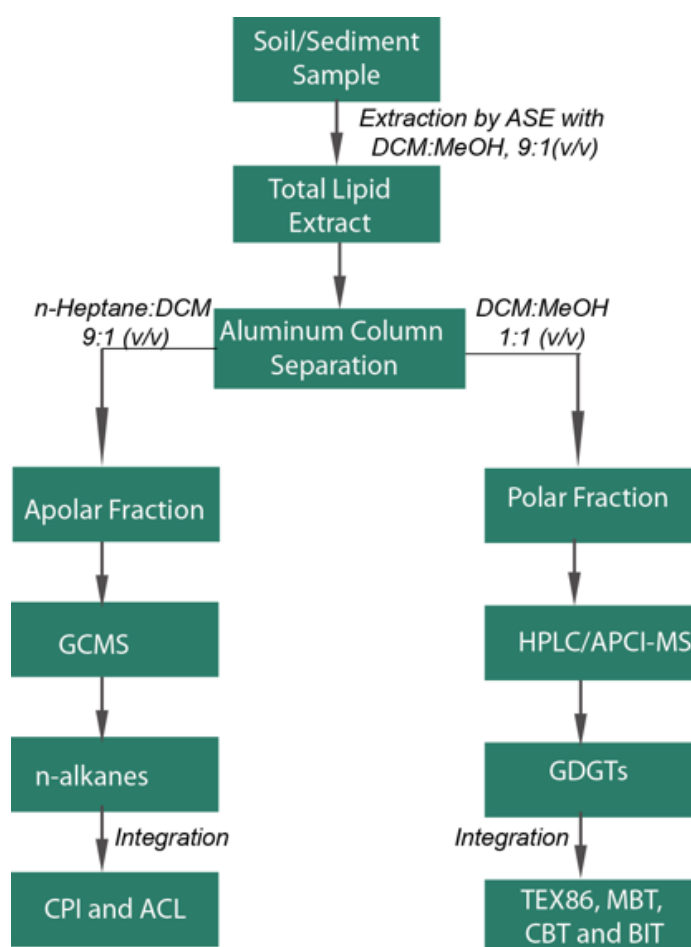 Soil/Sediment
Sample
Extraction by ASE with
DCM:MeOH, 9:1(v/v)
Total Lipid
Extract
n-Heptane:DCM
9:1 (v/v)
Aluminum Column
Separation
DCM:MeOH
1:1 (v/v)
Apolar Fraction
Polar Fraction
GCMS
HPLC/APCI-MS
n-alkanes
GDGTs
Integration
Integration
CPI and ACL
TEX86, MBT,
CBT and BIT